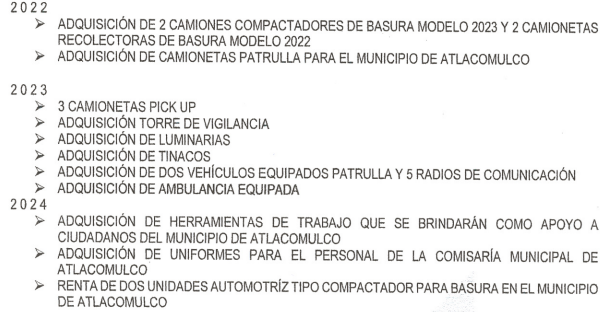 2022
➢ ADQUISICIÓN DE 2 CAMIONES COMPACTADORES DE BASURA MODELO 2023 Y 2 CAMIONETAS
RECOLECTORAS DE BASURA MODELO 2022
➢ ADQUISICIÓN DE CAMIONETAS PATRULLA PARA EL MUNICIPIO DE ATLACOMULCO
2023
➢ 3 CAMIONETAS PICK UP
➢ ADQUISICIÓN TORRE DE VIGILANCIA
➢ ADQUISICIÓN DE LUMINARIAS
➢ ADQUISICIÓN DE TINACOS
➢ ADQUISICIÓN DE DOS VEHÍCULOS EQUIPADOS PATRULLA Y 5 RADIOS DE COMUNICACIÓN
➢ ADQUISICIÓN DE AMBULANCIA EQUIPADA
2024
➢ ADQUISICIÓN DE HERRAMIENTAS DE TRABAJO QUE SE BRINDARÁN COMO APOYO A
CIUDADANOS DEL MUNICIPIO DE ATLACOMULCO
➢ ADQUISICIÓN DE UNIFORMES PARA EL PERSONAL DE LA COMISARÍA MUNICIPAL DE
ATLACOMULCO
➢ RENTA DE DOS UNIDADES AUTOMOTRÍZ TIPO COMPACTADOR PARA BASURA EN EL MUNICIPIO
DE ATLACOMULCO